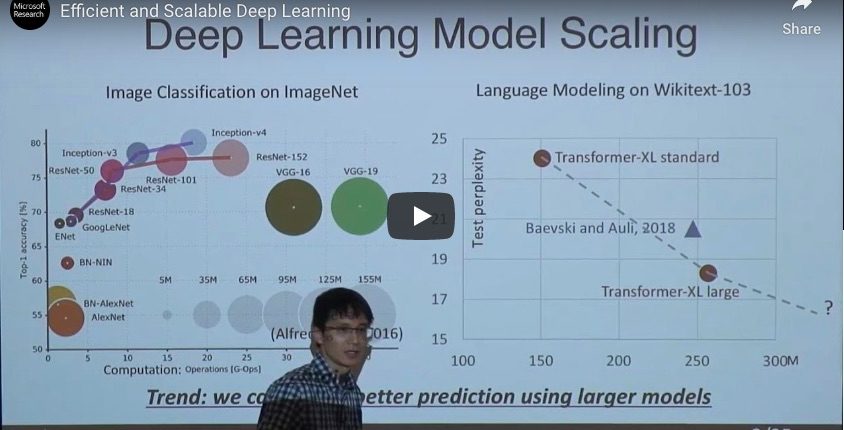 Microsoft
Research
Efficient and Scalable Deep Learning
Share
Deep Learning Model Scaling
Image Classification on ImageNet
Language Modeling on Wikitext-103
Top-1 accuracy [%]
80
75
70
65
60
55
50
Inception-v4
Inception-v3
ResNet-50
ResNet-152
ResNet-101
ResNet-34
VGG-16
VGG-19
ResNet-18
GoogLeNet
ENet
BN-NIN
5M
35M
65M
95M
125M
155M
BN-AlexNet
AlexNet
0
5
10
15
20
25
30
Computation: Operations [G-Ops]
Test perplexity
25
23
21
19
17
15
Transformer-XL standard
Baevski and Auli, 2018
Transformer-XL large
?
100
150
200
250
300M
Trend: we
better prediction using larger models